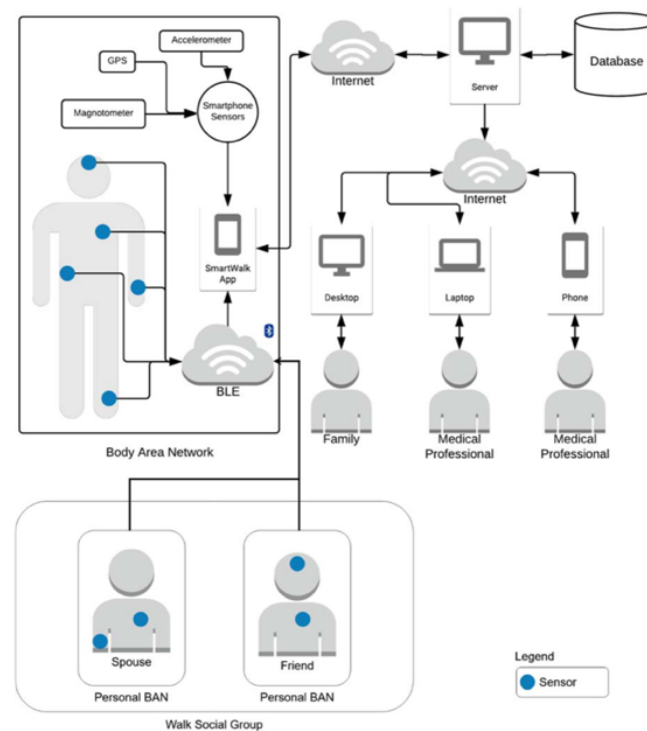 Accelerometer
GPS
Magnotometer
Smartphone
Sensors
SmartWalk
App
BLE
Body Area Network
Internet
Server
Database
Internet
Desktop
Laptop
Phone
Family
Medical
Professional
Medical
Professional
Spouse
Friend
Personal BAN
Personal BAN
Walk Social Group
Legend
Sensor